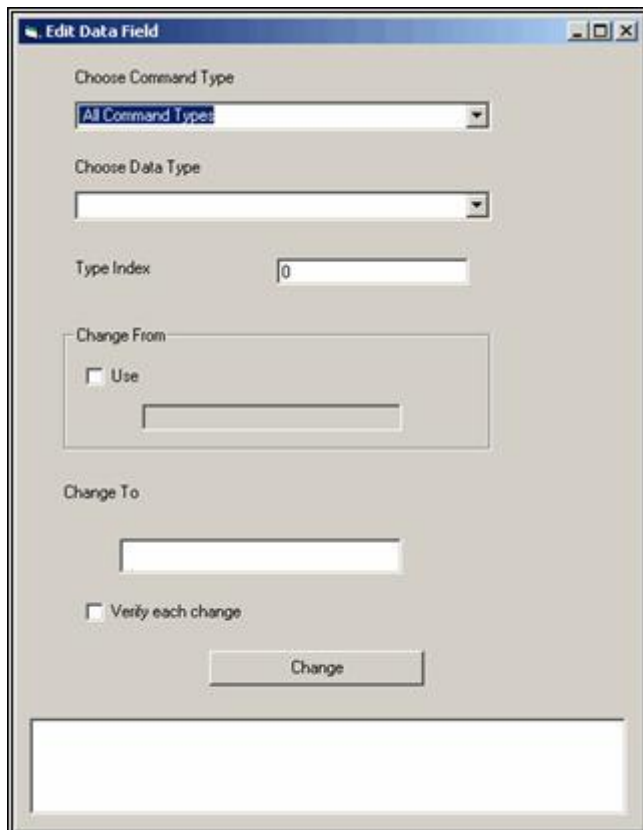 Edit Data Field
Choose Command Type
All Command Types
Choose Data Type
Type Index
0
Change From
Use
Change To
Verify each change
Change